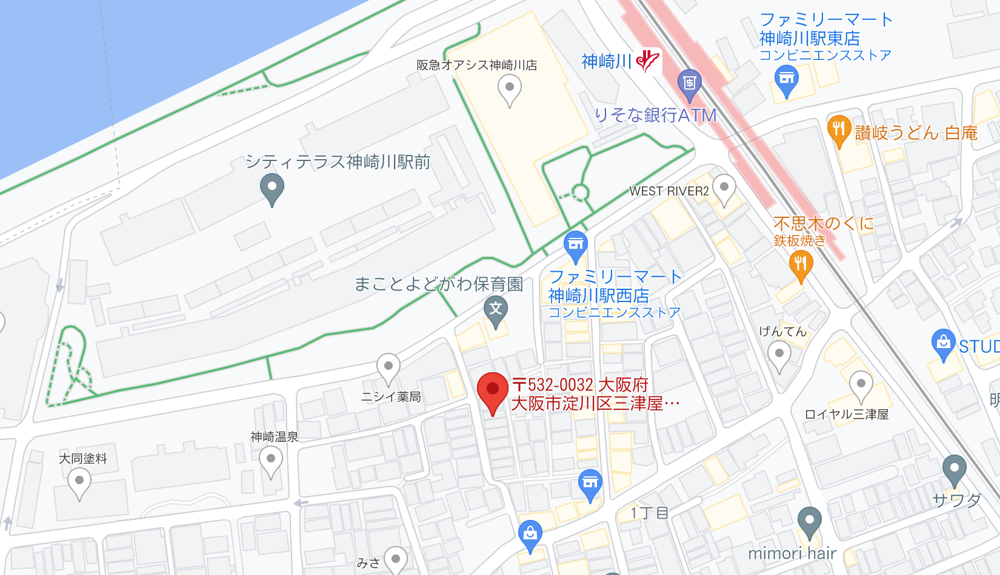 ファミリーマート
神崎川駅東店
コンビニエンスストア
神崎川
阪急オアシス神崎川店
りそな銀行ATM
讃岐うどん 白庵
シティテラス神崎川駅前
WEST RIVER2
不思木のくに
鉄板焼き
まことよどがわ保育園
文
ファミリーマート
神崎川駅西店
コンビニエンスストア
げんてん
STUD
〒532-0032 大阪府
大阪市淀川区三津屋…
ニシイ薬局
明
ロイヤル三津屋
神崎温泉
大同塗料
サワダ
1丁目
mimori hair
みさ